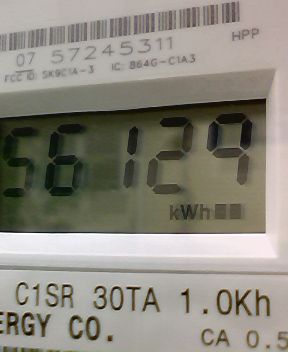 HPP
07 57245311
FCC ID: SK9C1A-3 IC: 864G-C1A3
56129
kWh
C1SR 30TA 1.0Kh
ERGY CO.
CA 0.5